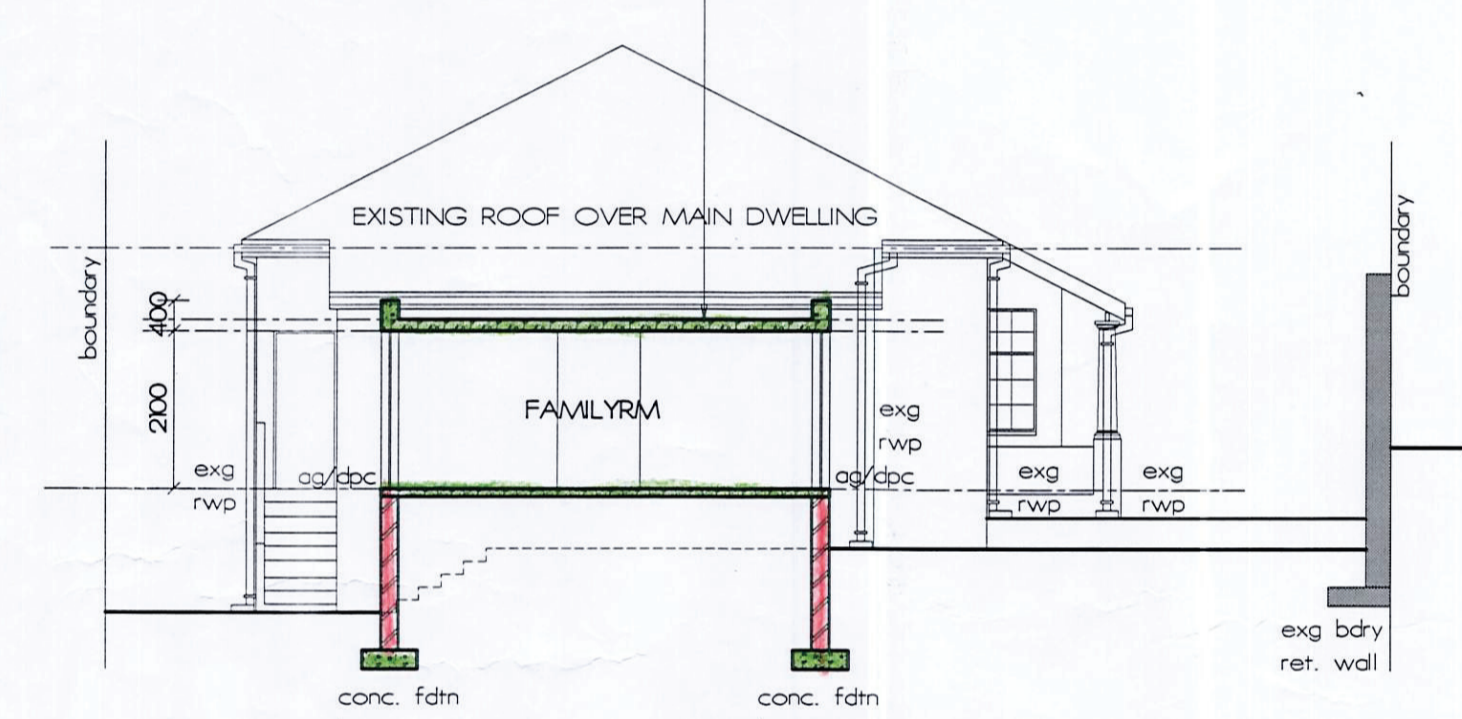 EXISTING ROOF OVER MAIN DWELLING
boundary
boundary
400
2100
FAMILYRM
exg
rwp
exg
rwp
ag/dpc
ag/dpc
exg
rwp
exg
rwp
exg bdry
ret. wall
conc. fdtn
conc. fdtn